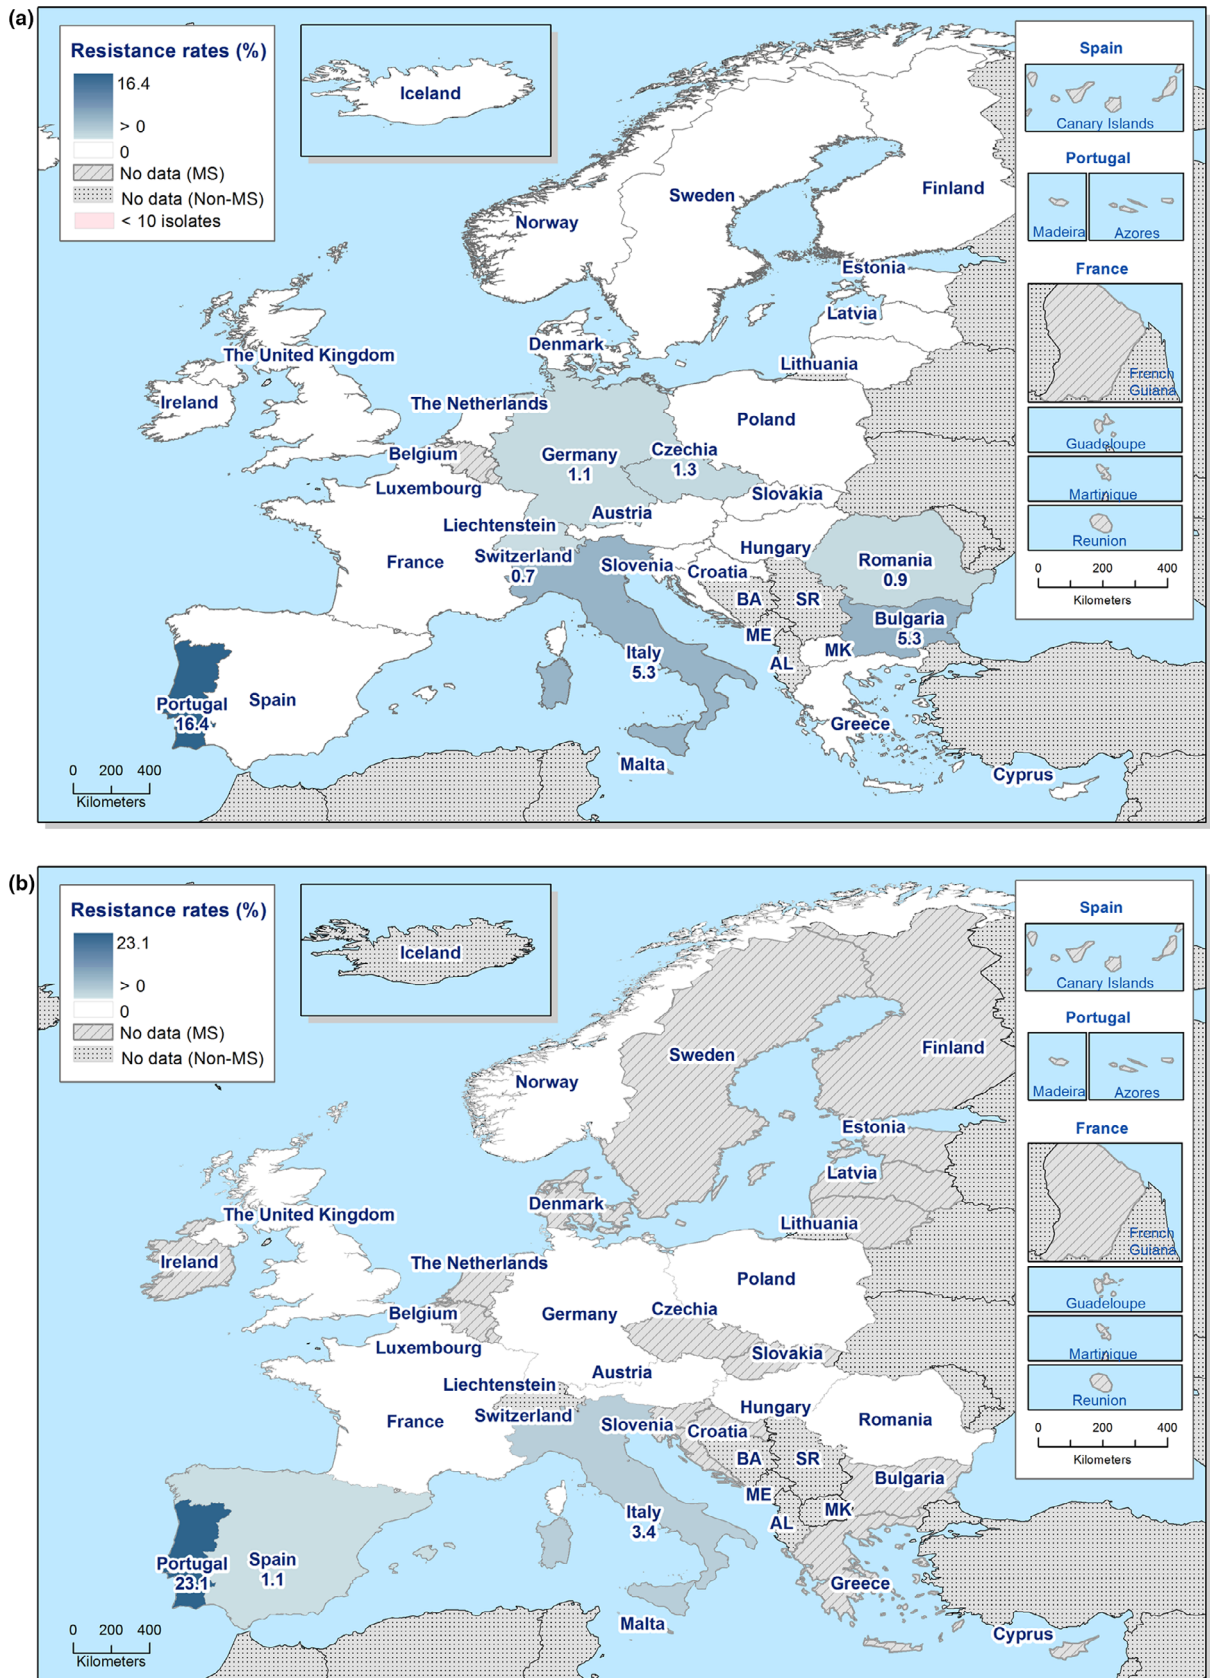 (a)
Resistance rates (%)
16.4
> 0
0
No data (MS)
No data (Non-MS)
< 10 isolates
Iceland
Spain
Canary Islands
Portugal
Madeira
Azores
France
French
Guiana
Guadeloupe
Martinique
Reunion
0 200 400
Kilometers
Norway
Sweden
Finland
Estonia
Latvia
Lithuania
Denmark
The United Kingdom
Ireland
The Netherlands
Belgium
Luxembourg
Germany
1.1
Czechia
1.3
Poland
Slovakia
Austria
Liechtenstein
Switzerland
0.7
France
Slovenia
Croatia
Hungary
Romania
0.9
BA
SR
Bulgaria
5.3
ME
MK
AL
Italy
5.3
Portugal
16.4
Spain
Greece
Malta
Cyprus
0 200 400
Kilometers
(b)
Resistance rates (%)
23.1
> 0
0
No data (MS)
No data (Non-MS)
Iceland
Spain
Canary Islands
Portugal
Madeira
Azores
France
French
Guiana
Guadeloupe
Martinique
Reunion
0 200 400
Kilometers
Norway
Sweden
Finland
Estonia
Latvia
Lithuania
Denmark
The United Kingdom
Ireland
The Netherlands
Belgium
Luxembourg
Germany
Czechia
Poland
Slovakia
Austria
Liechtenstein
Switzerland
France
Slovenia
Croatia
Hungary
Romania
BA
SR
Bulgaria
ME
MK
AL
Italy
3.4
Portugal
23.1
Spain
1.1
Greece
Malta
Cyprus
0 200 400
Kilometers